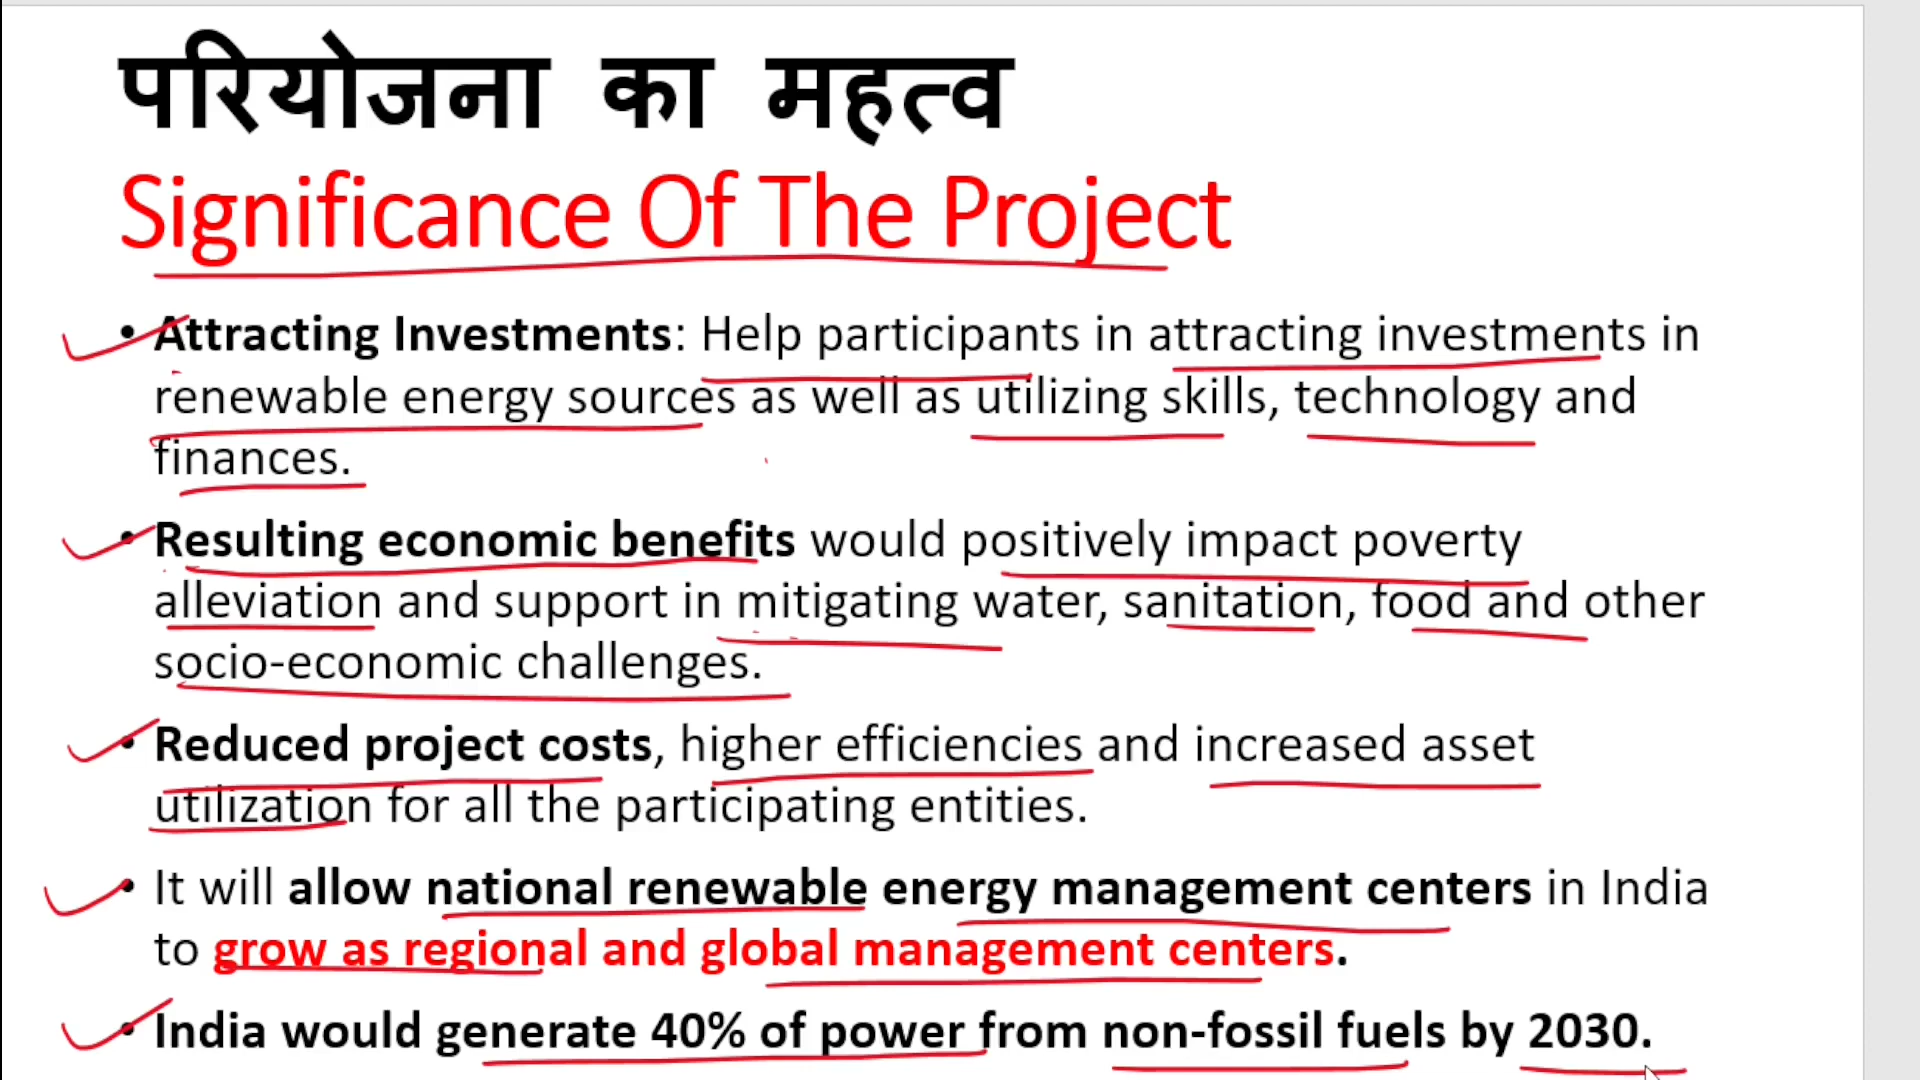 परियोजना का महत्व
Significance Of The Project
• Attracting Investments: Help participants in attracting investments in
renewable energy sources as well as utilizing skills, technology and
finances.
• Resulting economic benefits would positively impact poverty
alleviation and support in mitigating water, sanitation, food and other
socio-economic challenges.
• Reduced project costs, higher efficiencies and increased asset
utilization for all the participating entities.
• It will allow national renewable energy management centers in India
to grow as regional and global management centers.
• India would generate 40% of power from non-fossil fuels by 2030.